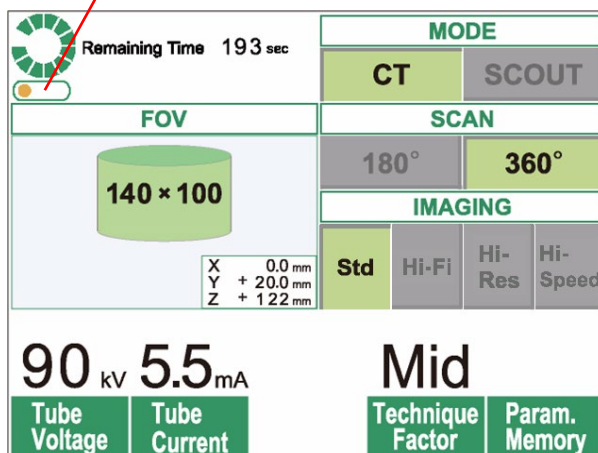 Remaining Time 193 sec
MODE
CT SCOUT
FOV
SCAN
180° 360°
140 × 100
IMAGING
Std Hi-Fi Hi-Res Hi-Speed
X 0.0 mm
Y + 20.0 mm
Z + 122 mm
90 kV 5.5 mA Mid
Tube Voltage
Tube Current
Technique Factor
Param. Memory